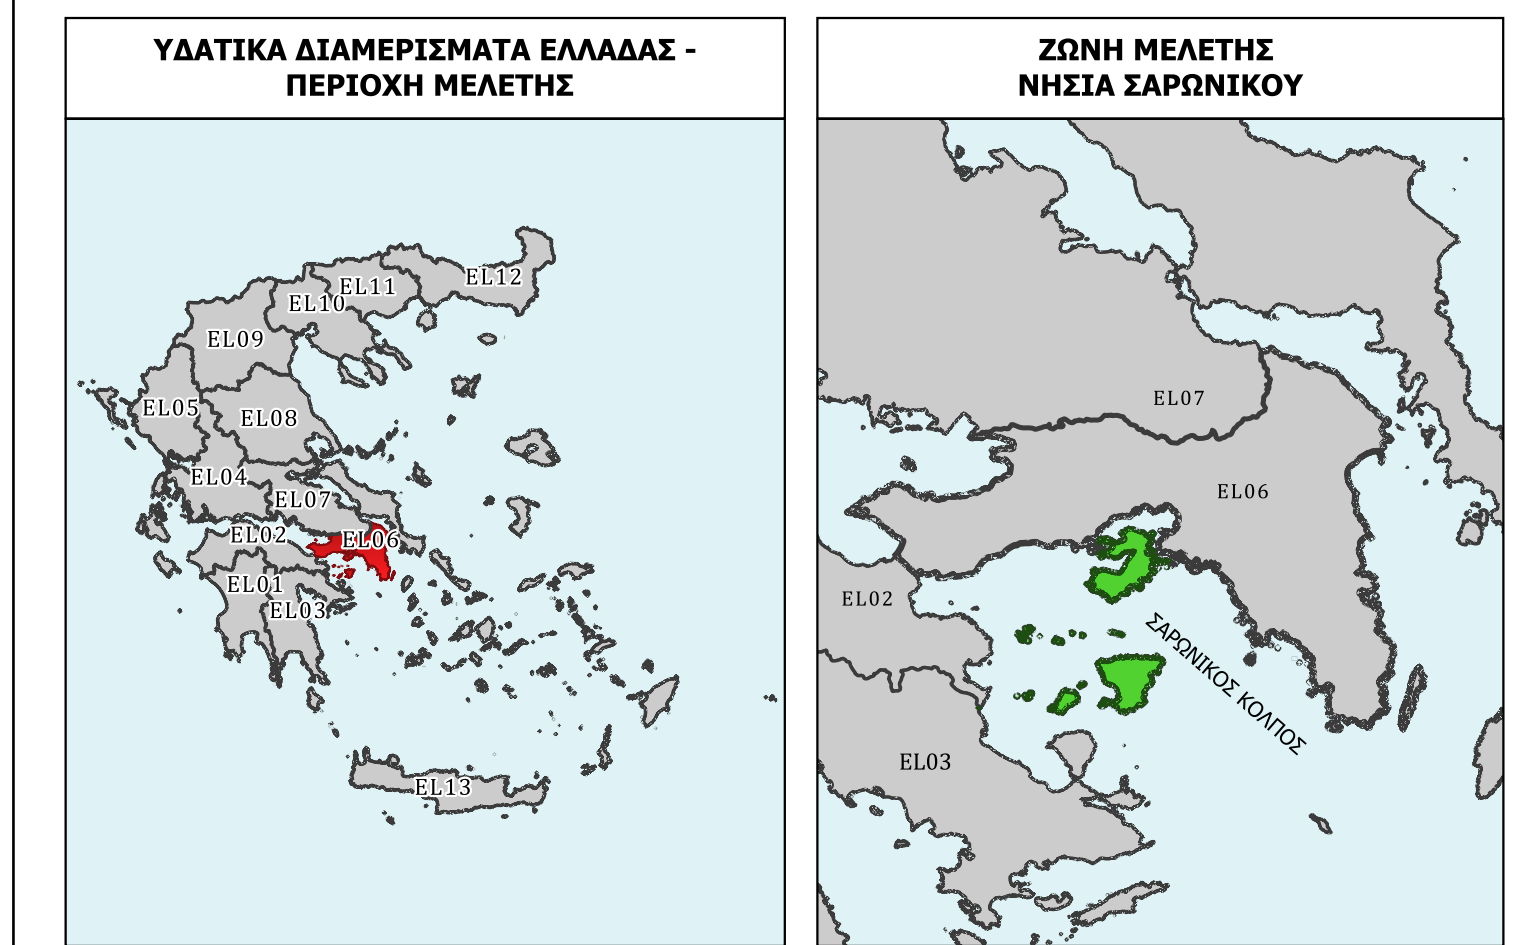 ΥΔΑΤΙΚΑ ΔΙΑΜΕΡΙΣΜΑΤΑ ΕΛΛΑΔΑΣ -
ΠΕΡΙΟΧΗ ΜΕΛΕΤΗΣ
EL12
EL11
EL10
EL09
EL05
EL08
EL04
EL07
EL02
EL06
EL01
EL03
EL13
ΖΩΝΗ ΜΕΛΕΤΗΣ
ΝΗΣΙΑ ΣΑΡΩΝΙΚΟΥ
EL07
EL06
EL02
ΣΑΡΩΝΙΚΟΣ ΚΟΛΠΟΣ
EL03